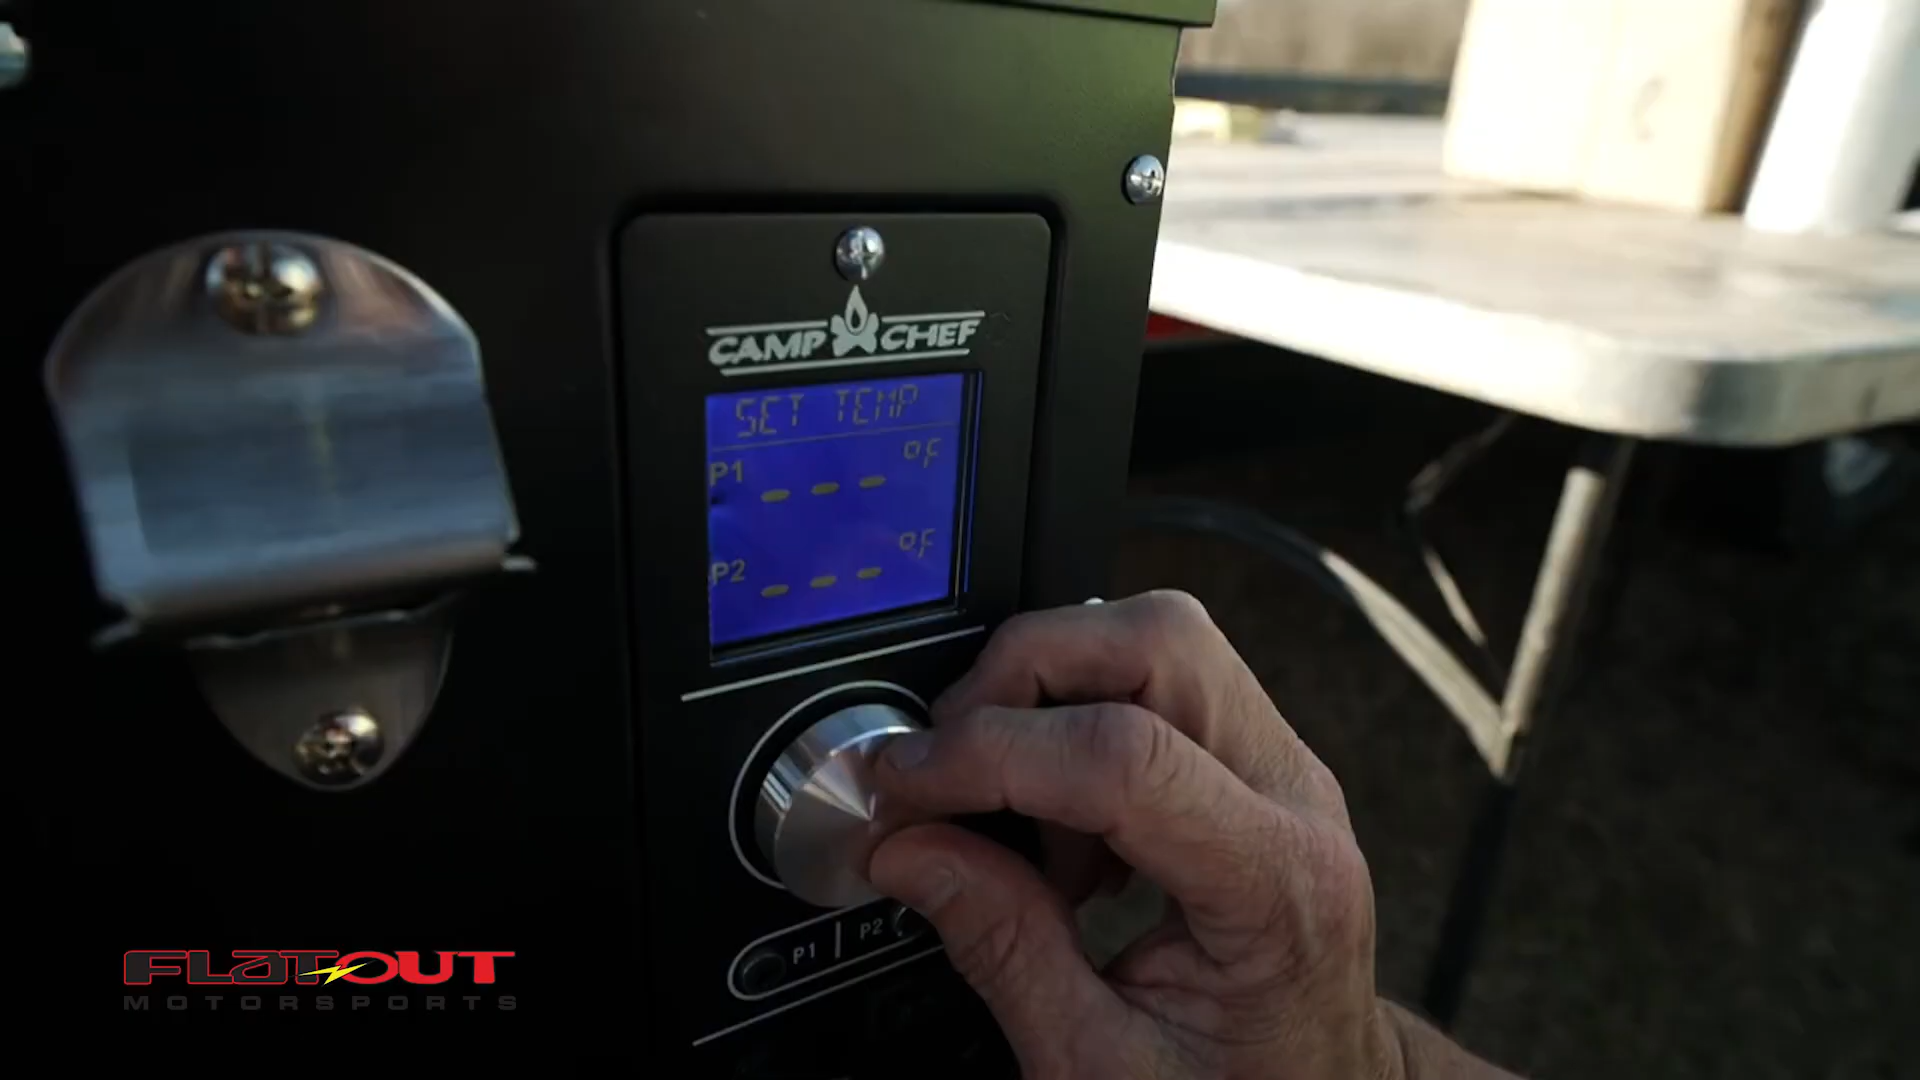 CAMP CHEF
SET TEMP
P1 --- °F
P2 --- °F
P1 | P2
FLATOUT
MOTORSPORTS